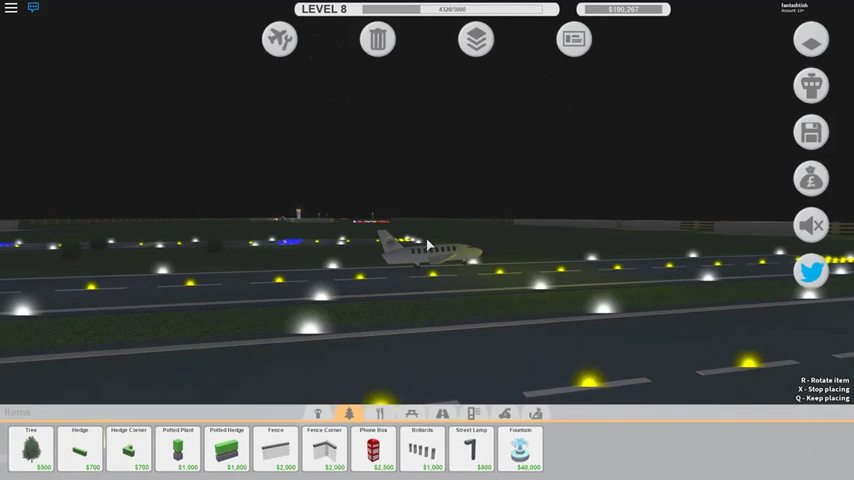 LEVEL 8
4320/5000
$190,267
fantashtish
Account: 13+
R - Rotate item
X - Stop placing
Q - Keep placing
Items
Tree
Hedge
Hedge Corner
Potted Plant
Potted Hedge
Fence
Fence Corner
Phone Box
Bollards
Street Lamp
Fountain
$500
$700
$700
$1,000
$1,000
$2,000
$2,000
$2,500
$1,000
$800
$40,000